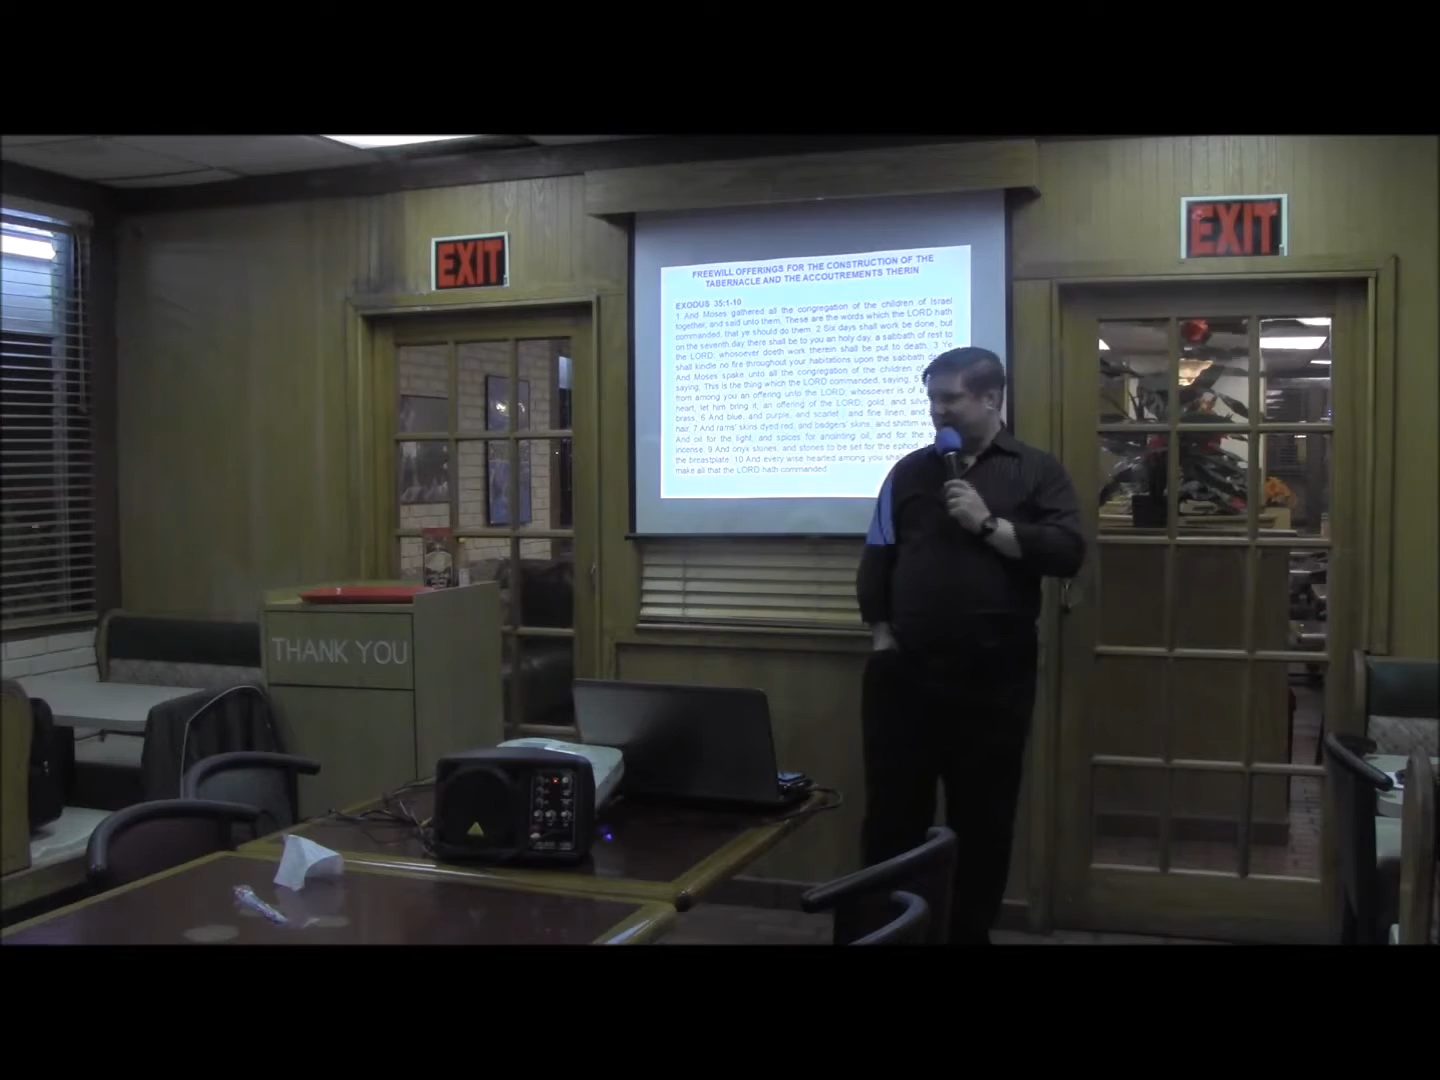 EXIT
EXIT
FREEWILL OFFERINGS FOR THE CONSTRUCTION OF THE
TABERNACLE AND THE ACCOUTREMENTS THERIN
EXODUS 35:1-10
1 And Moses gathered all the congregation of the children of Israel
together, and said unto them, These are the words which the LORD hath
commanded, that ye should do them. 2 Six days shall work be done, but
on the seventh day there shall be to you an holy day, a sabbath of rest to
the LORD: whosoever doeth work therein shall be put to death. 3 Ye
shall kindle no fire throughout your habitations upon the sabbath
And Moses spake unto all the congregation of the children of
saying, This is the thing which the LORD commanded, saying, 5
from among you an offering unto the LORD: whosoever is of a
heart, let him bring it, an offering of the LORD; gold, and
brass, 6 And blue, and purple, and scarlet, and fine linen, and
hair, 7 And rams' skins dyed red, and badgers' skins, and shittim
And oil for the light, and spices for anointing oil, and for the
incense, 9 And onyx stones, and stones to be set for the ephod,
the breastplate. 10 And every wise hearted among you
make all that the LORD hath commanded
THANK YOU